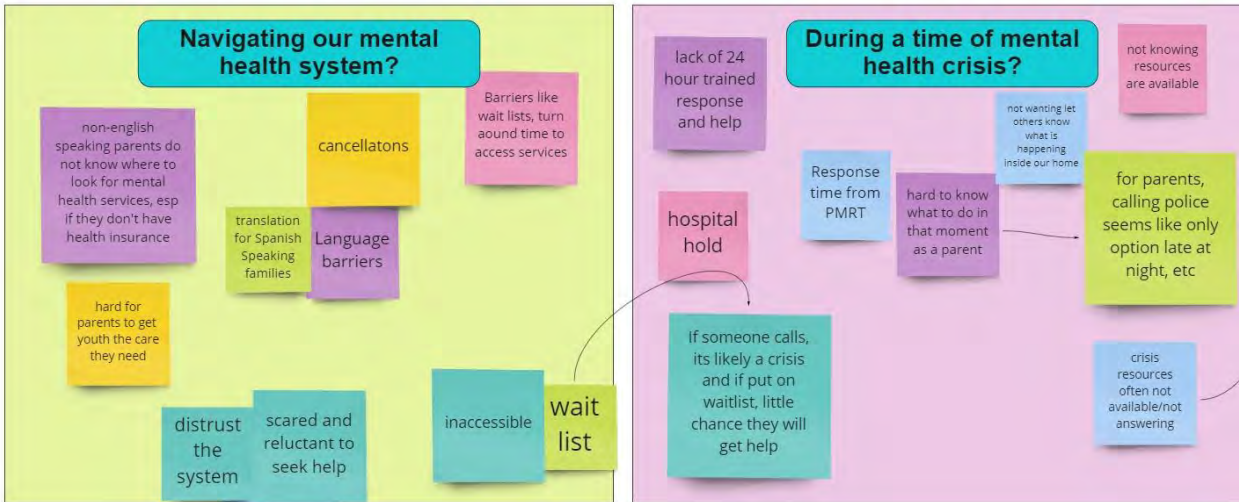 Navigating our mental
health system?
non-english
speaking parents do
not know where to
look for mental
health services, esp
if they don't have
health insurance
cancellatons
Barriers like
wait lists, turn
aound time to
access services
translation
for Spanish
Speaking
families
Language
barriers
hard for
parents to get
youth the care
they need
distrust
the
system
scared and
reluctant to
seek help
inaccessible
wait
list
During a time of mental
health crisis?
lack of 24
hour trained
response
and help
not knowing
resources
are available
not wanting let
others know
what is
happening
inside our home
Response
time from
PMRT
hard to know
what to do in
that moment
as a parent
for parents,
calling police
seems like only
option late at
night, etc
hospital
hold
If someone calls,
its likely a crisis
and if put on
waitlist, little
chance they will
get help
crisis
resources
often not
available/not
answering